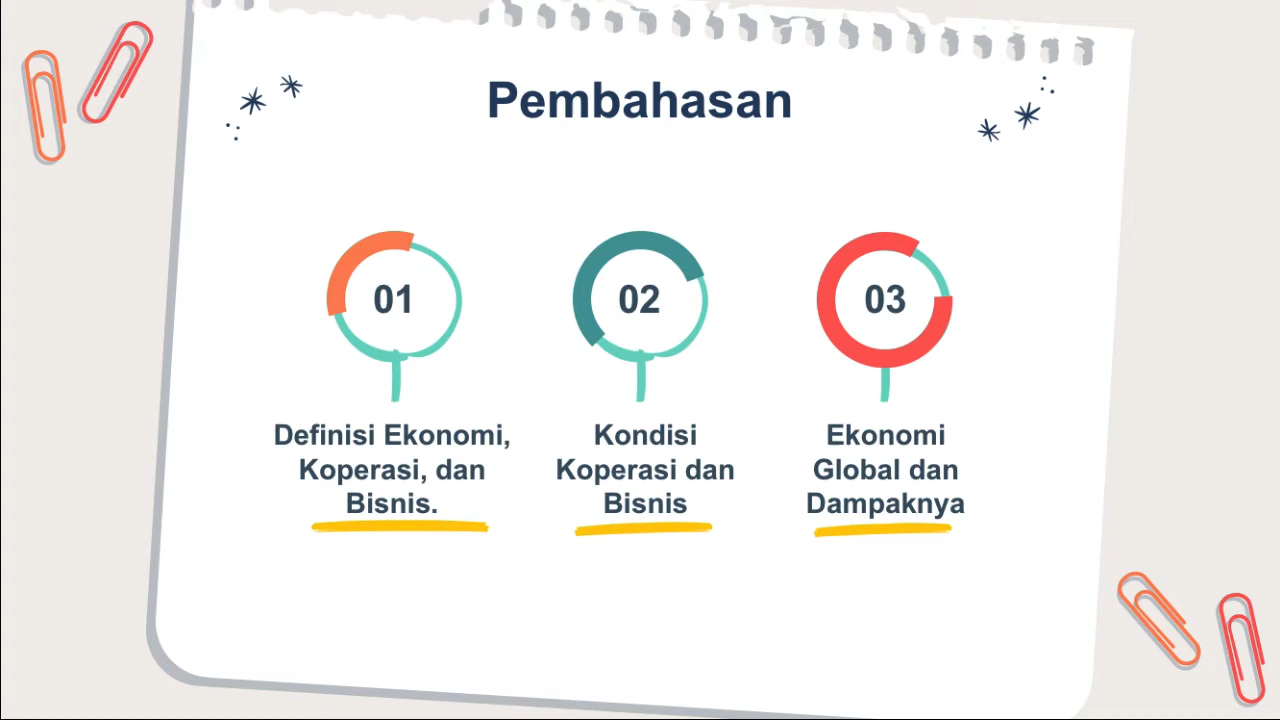 Pembahasan
01
Definisi Ekonomi,
Koperasi, dan
Bisnis.
02
Kondisi
Koperasi dan
Bisnis
03
Ekonomi
Global dan
Dampaknya